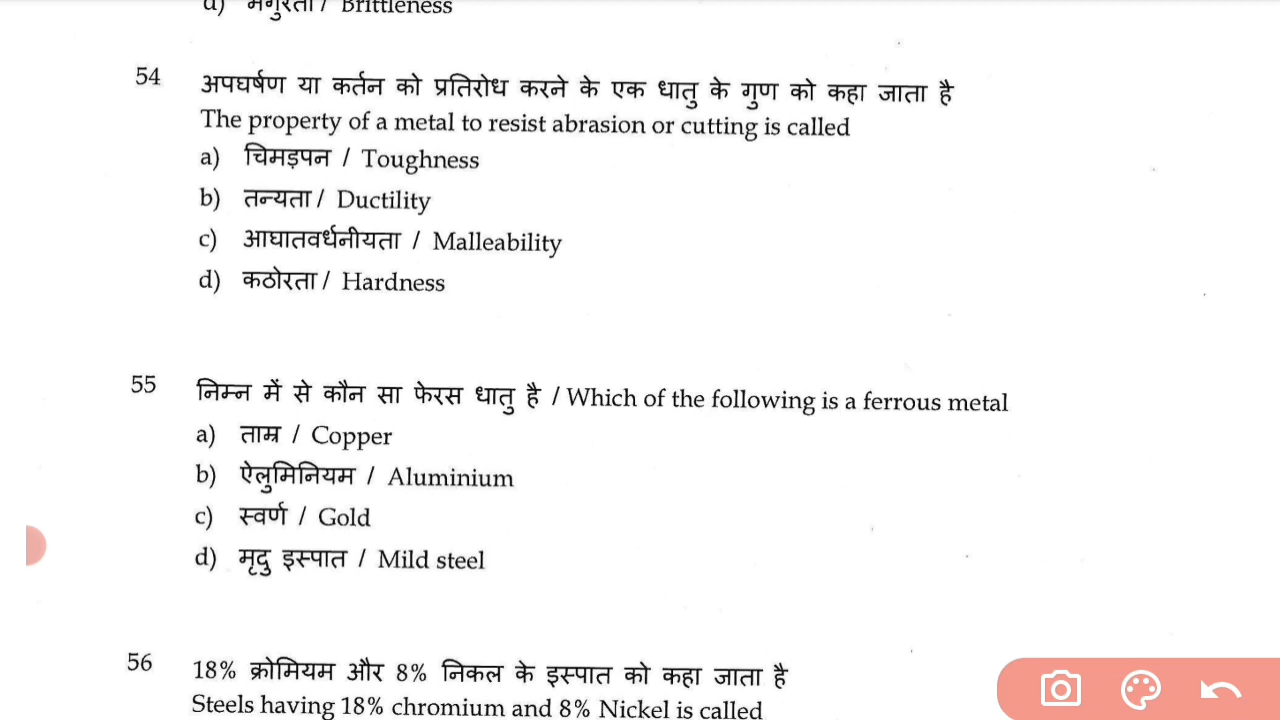 d) भंगुरता / Brittleness
54 अपघर्षण या कर्तन को प्रतिरोध करने के एक धातु के गुण को कहा जाता है
The property of a metal to resist abrasion or cutting is called
a) चिमड़पन / Toughness
b) तन्यता / Ductility
c) आघातवर्धनीयता / Malleability
d) कठोरता / Hardness
55 निम्न में से कौन सा फेरस धातु है / Which of the following is a ferrous metal
a) ताम्र / Copper
b) ऐलुमिनियम / Aluminium
c) स्वर्ण / Gold
d) मृदु इस्पात / Mild steel
56 18% क्रोमियम और 8% निकल के इस्पात को कहा जाता है
Steels having 18% chromium and 8% Nickel is called